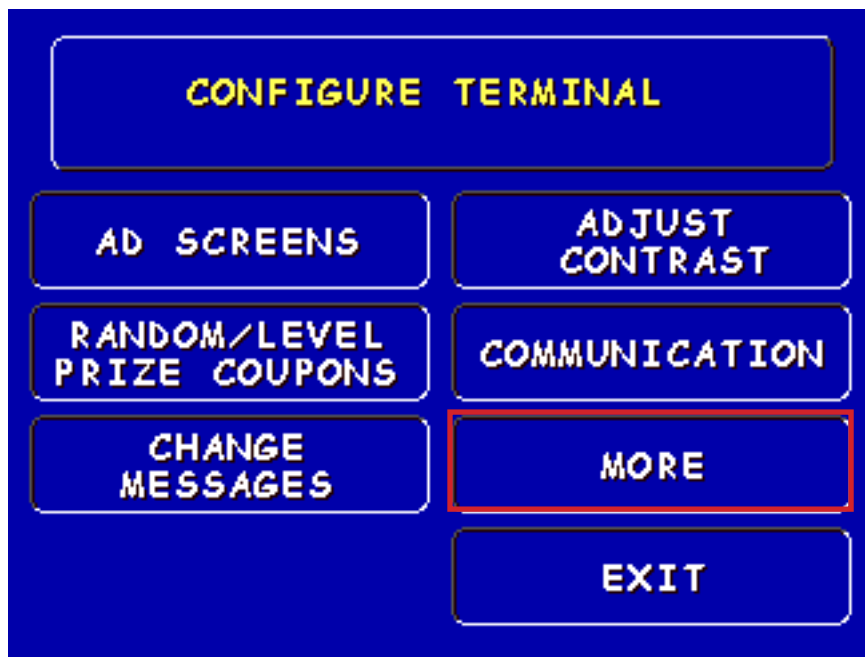 CONFIGURE TERMINAL
AD SCREENS
ADJUST
CONTRAST
RANDOM/LEVEL
PRIZE COUPONS
COMMUNICATION
CHANGE
MESSAGES
MORE
EXIT